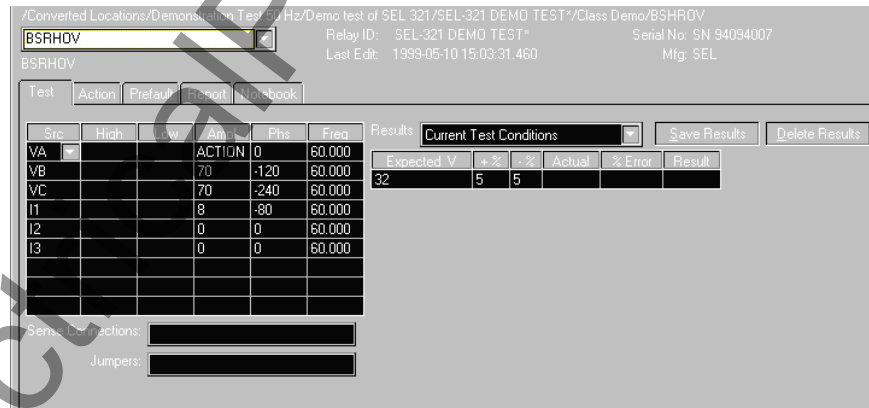 /Converted Locations/Demonstration Test 50 Hz/Demo test of SEL 321/SEL-321 DEMO TEST*/Class Demo/BSHROV
BSRHOV Relay ID: SEL-321 DEMO TEST* Serial No: SN 94094007
BSRHOV Last Edit: 1999-05-10 15:03:31.460 Mfg: SEL
Test Action Prefault Report Notebook
Results Current Test Conditions Save Results Delete Results
Src High Low Ampl Phs Freq
VA ACTION 0 60.000
VB 70 -120 60.000
VC 70 -240 60.000
I1 8 -80 60.000
I2 0 0 60.000
I3 0 0 60.000
Expected V + % - % Actual % Error Result
32 5 5
Sense Connections:
Jumpers: